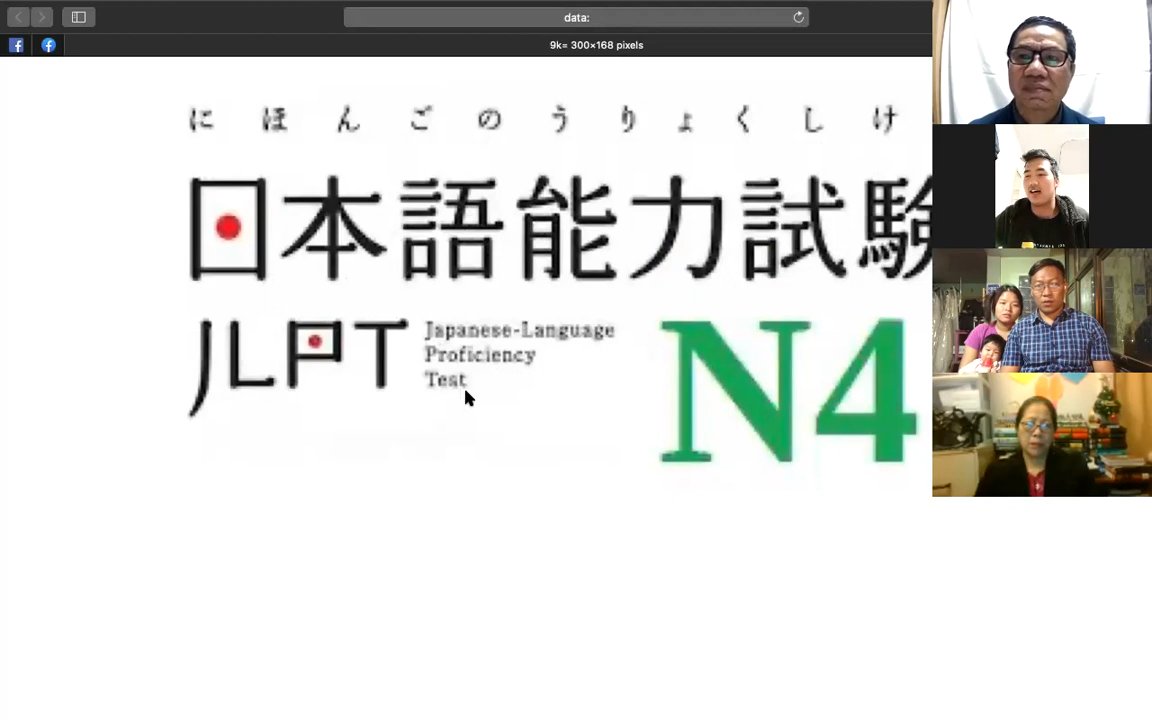 data:
9k= 300×168 pixels
に ほ ん ご の う り ょ く し け
日本語能力試験
JLPT
Japanese-Language
Proficiency
Test
N4